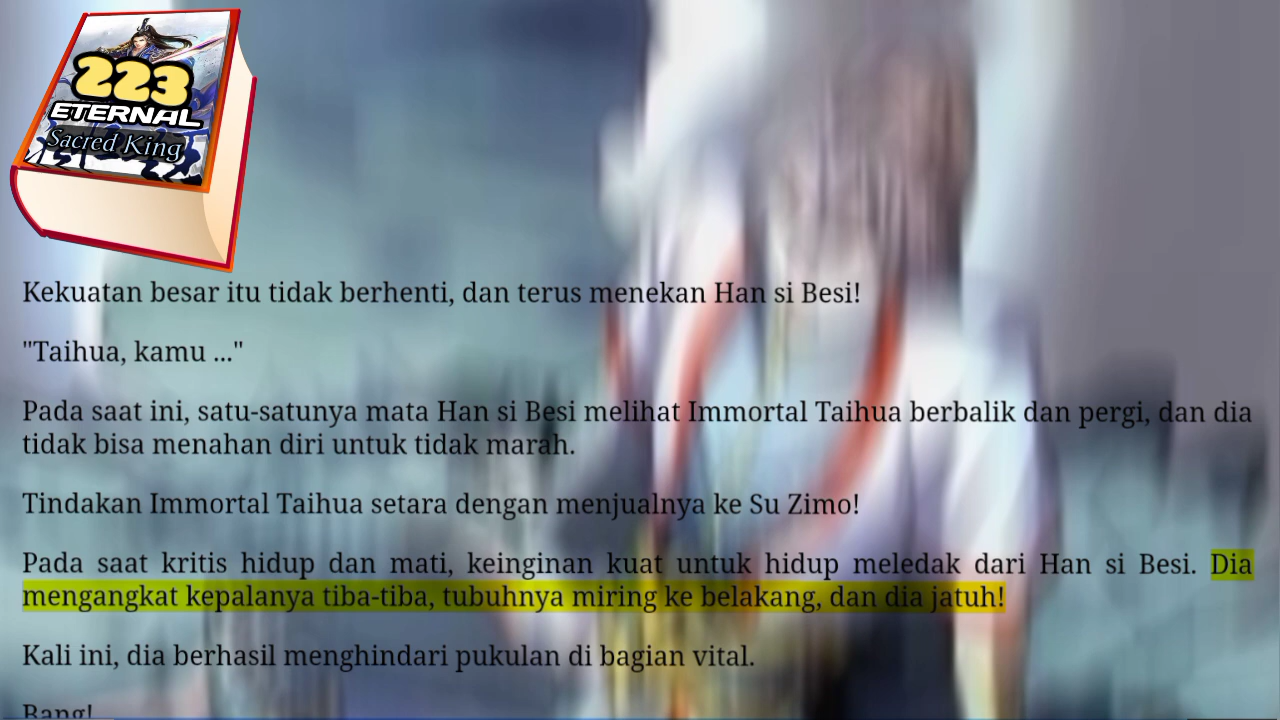 223
ETERNAL
Sacred King
Kekuatan besar itu tidak berhenti, dan terus menekan Han si Besi!
"Taihua, kamu ..."
Pada saat ini, satu-satunya mata Han si Besi melihat Immortal Taihua berbalik dan pergi, dan dia
tidak bisa menahan diri untuk tidak marah.
Tindakan Immortal Taihua setara dengan menjualnya ke Su Zimo!
Pada saat kritis hidup dan mati, keinginan kuat untuk hidup meledak dari Han si Besi. Dia
mengangkat kepalanya tiba-tiba, tubuhnya miring ke belakang, dan dia jatuh!
Kali ini, dia berhasil menghindari pukulan di bagian vital.
Bang!